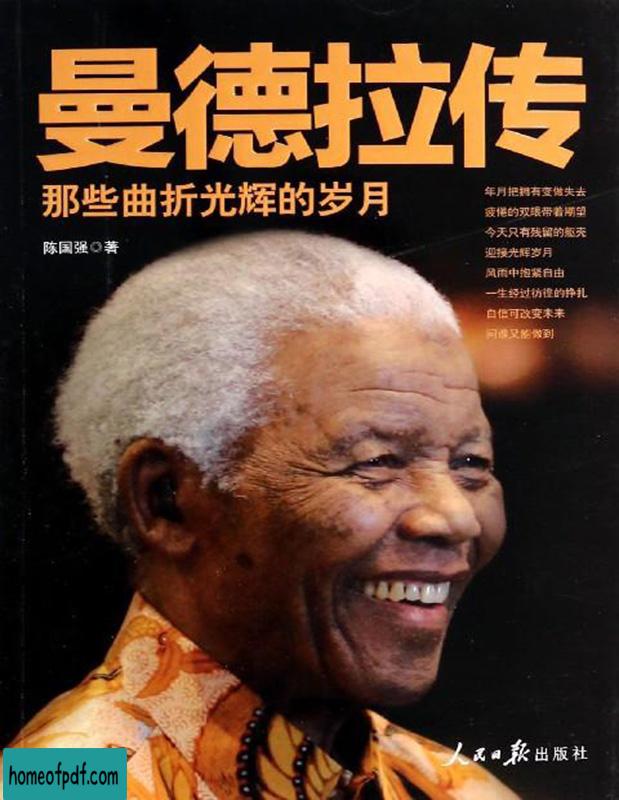 曼德拉传
那些曲折光辉的岁月
陈国强◎著
年月把拥有变做失去
疲倦的双眼带着期望
今天只有残留的躯壳
迎接光辉岁月
风雨中抱紧自由
一生经过彷徨的挣扎
自信可改变未来
问谁又能做到
人民日报出版社
homeofpdf.com